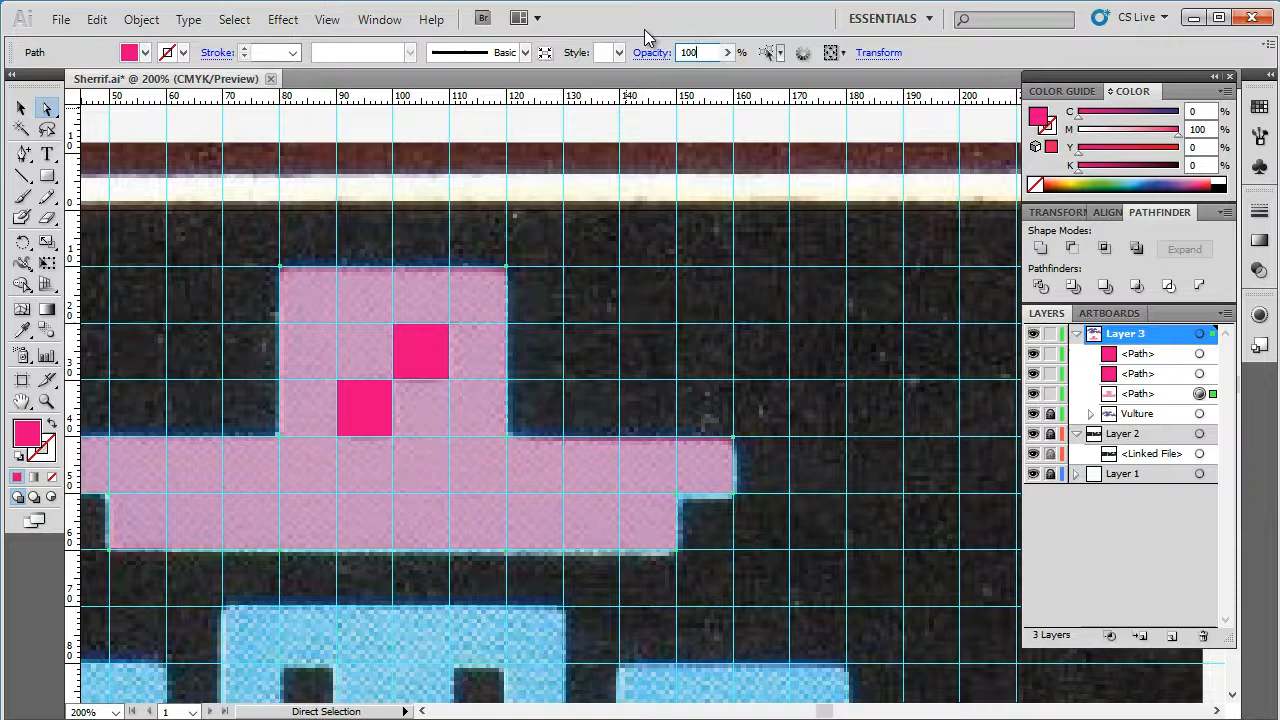 Ai File Edit Object Type Select Effect View Window Help Br ESSENTIALS CS Live
Path Stroke: Basic Style: Opacity: 100 % Transform
Sherrif.ai* @ 200% (CMYK/Preview)
50 60 70 80 90 100 110 120 130 140 150 160 170 180 190 200
COLOR GUIDE COLOR
C 0 %
M 100 %
Y 0 %
K 0 %
TRANSFORM ALIGN PATHFINDER
Shape Modes:
Expand
Pathfinders:
LAYERS ARTBOARDS
Layer 3
<Path>
<Path>
<Path>
Vulture
Layer 2
<Linked File>
Layer 1
3 Layers
200% 1 Direct Selection